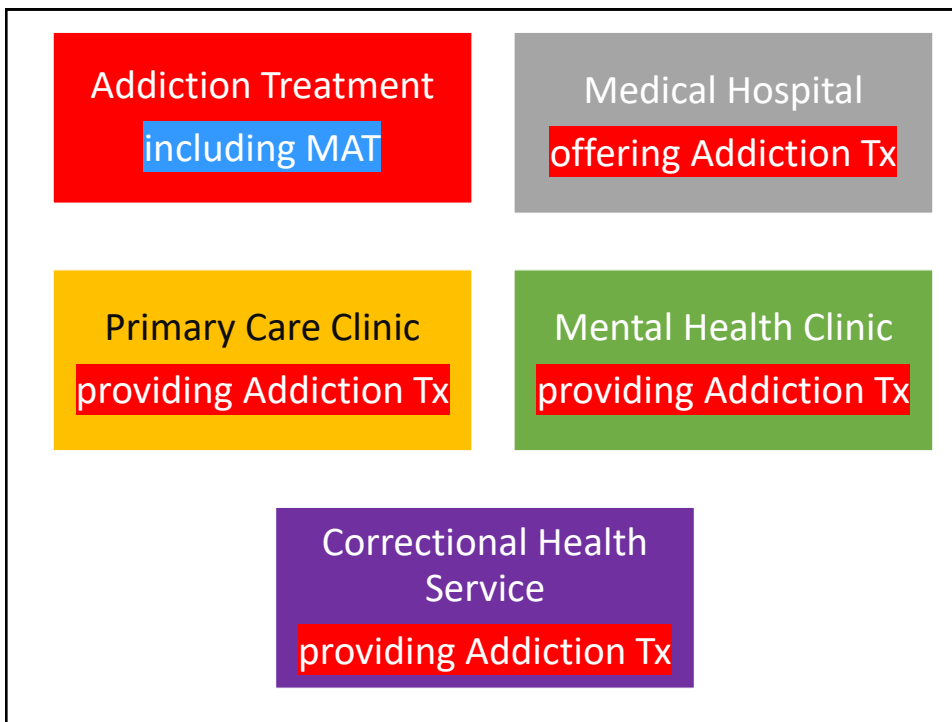 Addiction Treatment
including MAT
Medical Hospital
offering Addiction Tx
Primary Care Clinic
providing Addiction Tx
Mental Health Clinic
providing Addiction Tx
Correctional Health
Service
providing Addiction Tx